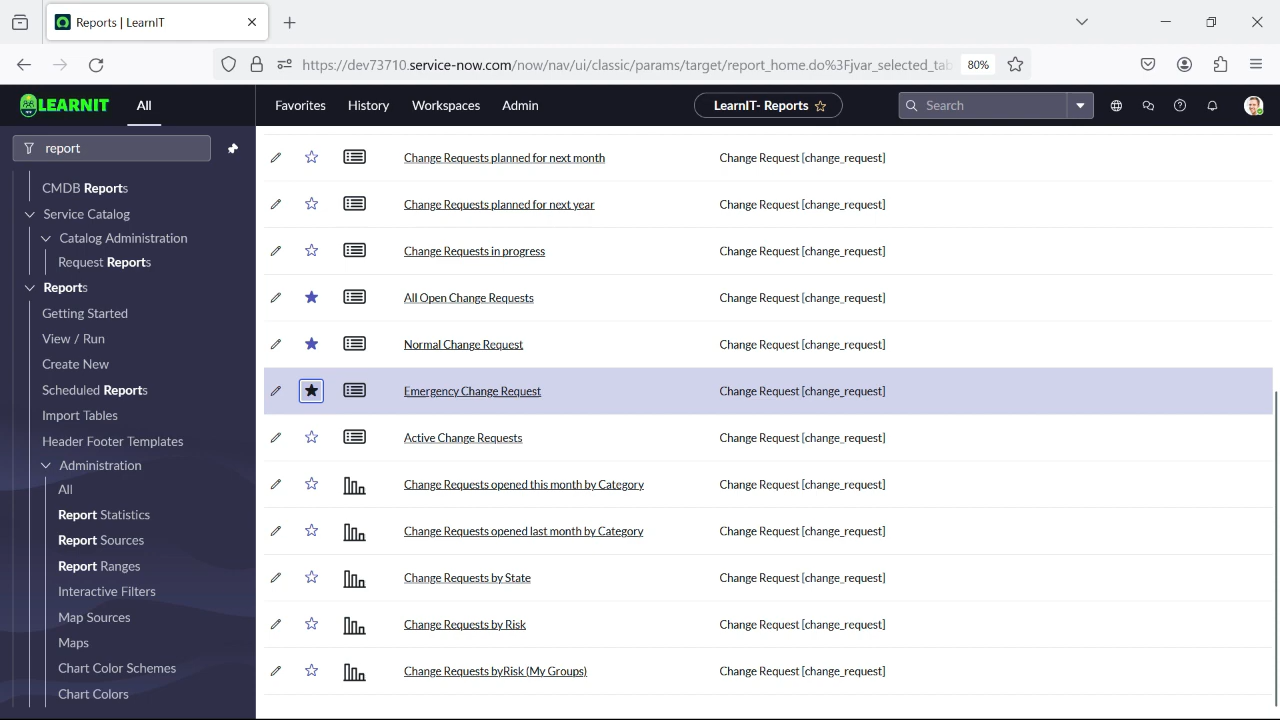 Reports | LearnIT
https://dev73710.service-now.com/now/nav/ui/classic/params/target/report_home.do%3Fjvar_selected_tab
80%
LEARNIT
All
Favorites
History
Workspaces
Admin
LearnIT- Reports
Search
report
CMDB Reports
Service Catalog
Catalog Administration
Request Reports
Reports
Getting Started
View / Run
Create New
Scheduled Reports
Import Tables
Header Footer Templates
Administration
All
Report Statistics
Report Sources
Report Ranges
Interactive Filters
Map Sources
Maps
Chart Color Schemes
Chart Colors
Change Requests planned for next month Change Request [change_request]
Change Requests planned for next year Change Request [change_request]
Change Requests in progress Change Request [change_request]
All Open Change Requests Change Request [change_request]
Normal Change Request Change Request [change_request]
Emergency Change Request Change Request [change_request]
Active Change Requests Change Request [change_request]
Change Requests opened this month by Category Change Request [change_request]
Change Requests opened last month by Category Change Request [change_request]
Change Requests by State Change Request [change_request]
Change Requests by Risk Change Request [change_request]
Change Requests byRisk (My Groups) Change Request [change_request]